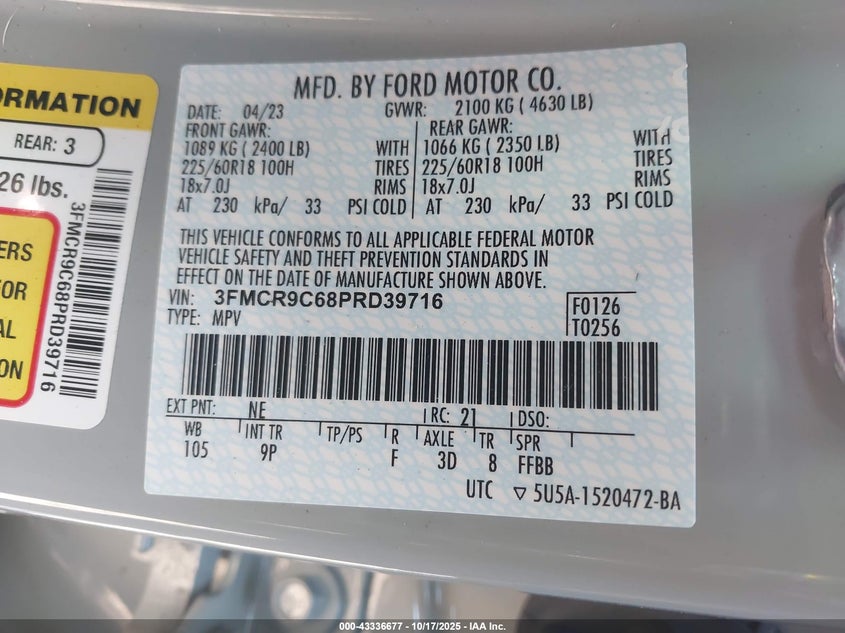 ORMATION
REAR: 3
26 lbs.
ERS
OR
AL
ON
3FMCR9C68PRD39716
MFD. BY FORD MOTOR CO.
DATE: 04/23 GVWR: 2100 KG ( 4630 LB)
FRONT GAWR: REAR GAWR:
1089 KG ( 2400 LB) WITH 1066 KG ( 2350 LB) WITH
225/60R18 100H TIRES 225/60R18 100H TIRES
18x7.0J RIMS 18x7.0J RIMS
AT 230 kPa/ 33 PSI COLD AT 230 kPa/ 33 PSI COLD
THIS VEHICLE CONFORMS TO ALL APPLICABLE FEDERAL MOTOR
VEHICLE SAFETY AND THEFT PREVENTION STANDARDS IN
EFFECT ON THE DATE OF MANUFACTURE SHOWN ABOVE.
VIN: 3FMCR9C68PRD39716 F0126
TYPE: MPV T0256
EXT PNT: NE RC: 21 DSO:
WB INT TR TP/PS R AXLE TR SPR
105 9P F 3D 8 FFBB
UTC ▽ 5U5A-1520472-BA
000-43336677 - 10/17/2025 - IAA Inc.